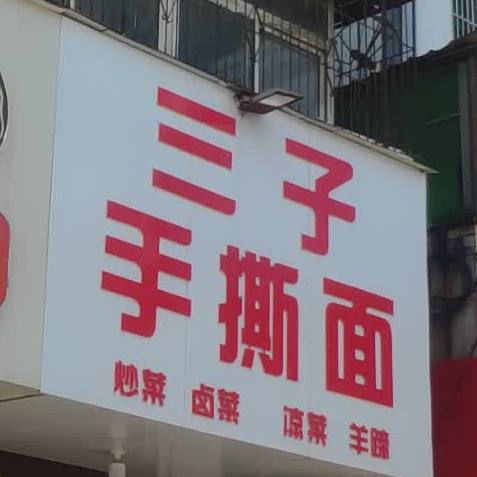 三子
手撕面
炒菜 卤菜 凉菜 羊蹄